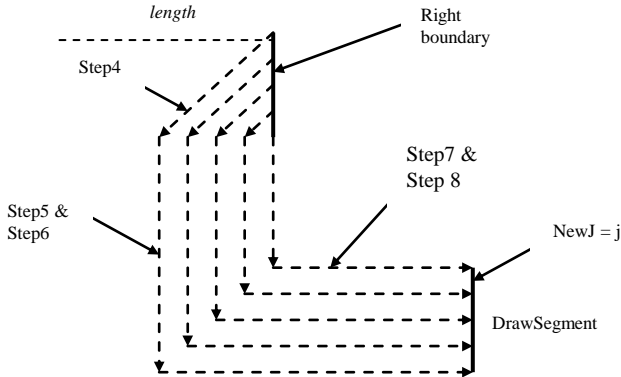 length
Right
boundary
Step4
Step7 &
Step 8
Step5 &
Step6
NewJ = j
DrawSegment